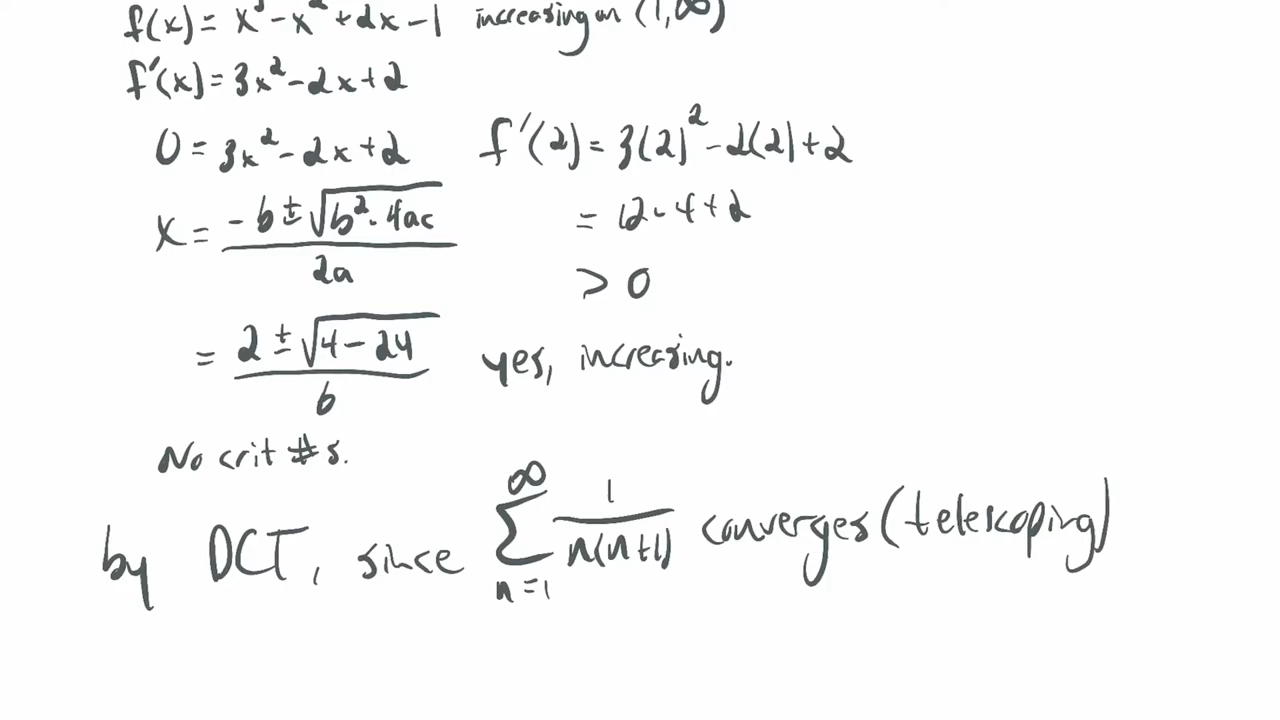 f(x) = x³ - x² + 2x - 1 increasing on (1, ∞)
f'(x) = 3x² - 2x + 2
0 = 3x² - 2x + 2
x = (-b ± √(b² - 4ac)) / 2a
= (2 ± √(4 - 24)) / 6
No crit #s.
f'(2) = 3(2)² - 2(2) + 2
= 12 - 4 + 2
> 0
yes, increasing.
by DCT, since ∑_{n=1}^{∞} 1/(n(n+1)) converges (telescoping)